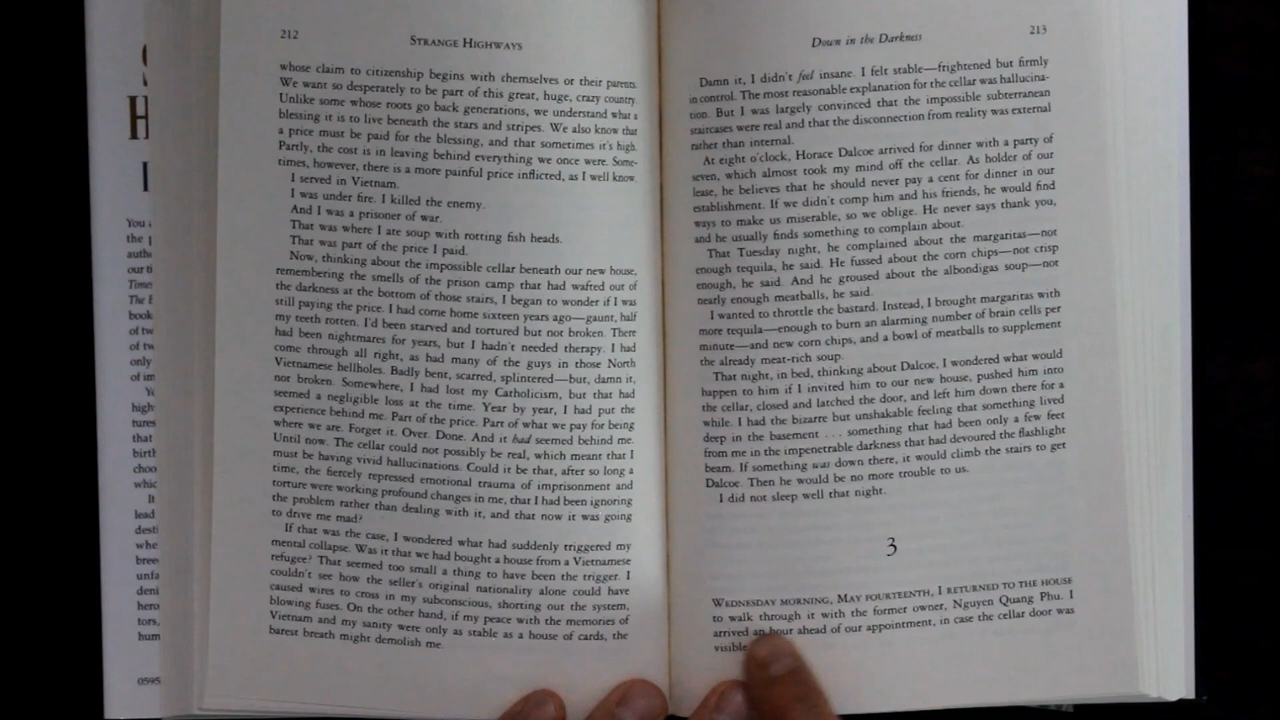 212
STRANGE HIGHWAYS
whose claim to citizenship begins with themselves or their parents.
We want so desperately to be part of this great, huge, crazy country.
Unlike some whose roots go back generations, we understand what a
blessing it is to live beneath the stars and stripes. We also know that
a price must be paid for the blessing, and that sometimes it's high.
Partly, the cost is in leaving behind everything we once were. Some-
times, however, there is a more painful price inflicted, as I well know.
I served in Vietnam.
I was under fire. I killed the enemy.
And I was a prisoner of war.
That was where I ate soup with rotting fish heads.
That was part of the price I paid.
Now, thinking about the impossible cellar beneath our new house,
remembering the smells of the prison camp that had wafted out of
the darkness at the bottom of those stairs, I began to wonder if I was
still paying the price. I had come home sixteen years ago—gaunt, half
my teeth rotten. I'd been starved and tortured but not broken. There
had been nightmares for years, but I hadn't needed therapy. I had
come through all right, as had many of the guys in those North
Vietnamese hellholes. Badly bent, scarred, splintered—but, damn it,
not broken. Somewhere, I had lost my Catholicism, but that had
seemed a negligible loss at the time. Year by year, I had put the
experience behind me. Part of the price. Part of what we pay for being
where we are. Forget it. Over. Done. And it had seemed behind me.
Until now. The cellar could not possibly be real, which meant that I
must be having vivid hallucinations. Could it be that, after so long a
time, the fiercely repressed emotional trauma of imprisonment and
torture were working profound changes in me, that I had been ignoring
the problem rather than dealing with it, and that now it was going
to drive me mad?
If that was the case, I wondered what had suddenly triggered my
mental collapse. Was it that we had bought a house from a Vietnamese
refugee? That seemed too small a thing to have been the trigger. I
couldn't see how the seller's original nationality alone could have
caused wires to cross in my subconscious, shorting out the system,
blowing fuses. On the other hand, if my peace with the memories of
Vietnam and my sanity were only as stable as a house of cards, the
barest breath might demolish me.
Down in the Darkness
213
Damn it, I didn't feel insane. I felt stable—frightened but firmly
in control. The most reasonable explanation for the cellar was hallucina-
tion. But I was largely convinced that the impossible subterranean
staircases were real and that the disconnection from reality was external
rather than internal.
At eight o'clock, Horace Dalcoe arrived for dinner with a party of
seven, which almost took my mind off the cellar. As holder of our
lease, he believes that he should never pay a cent for dinner in our
establishment. If we didn't comp him and his friends, he would find
ways to make us miserable, so we oblige. He never says thank you,
and he usually finds something to complain about.
That Tuesday night, he complained about the margaritas—not
enough tequila, he said. He fussed about the corn chips—not crisp
enough, he said. And he groused about the albondigas soup—not
nearly enough meatballs, he said.
I wanted to throttle the bastard. Instead, I brought margaritas with
more tequila—enough to burn an alarming number of brain cells per
minute—and new corn chips, and a bowl of meatballs to supplement
the already meat-rich soup.
That night, in bed, thinking about Dalcoe, I wondered what would
happen to him if I invited him to our new house, pushed him into
the cellar, closed and latched the door, and left him down there for a
while. I had the bizarre but unshakable feeling that something lived
deep in the basement . . . something that had been only a few feet
from me in the impenetrable darkness that had devoured the flashlight
beam. If something was down there, it would climb the stairs to get
Dalcoe. Then he would be no more trouble to us.
I did not sleep well that night.
3
WEDNESDAY MORNING, MAY FOURTEENTH, I RETURNED TO THE HOUSE
to walk through it with the former owner, Nguyen Quang Phu. I
arrived an hour ahead of our appointment, in case the cellar door was
visible
H
You
the
our
Time
The
book
of tw
of tw
only
of
high
that
It
lead
0595